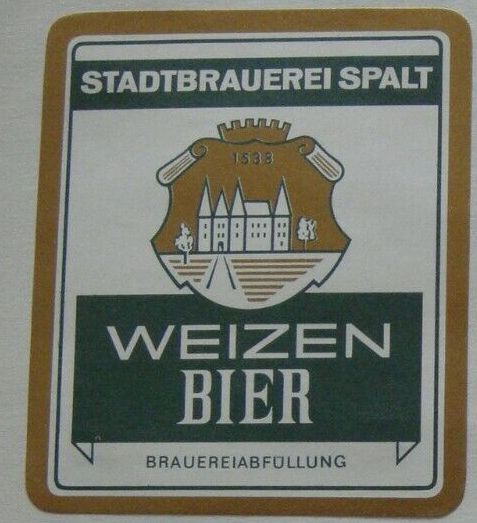 STADTBRAUEREI SPALT
1533
WEIZEN
BIER
BRAUEREIABFÜLLUNG